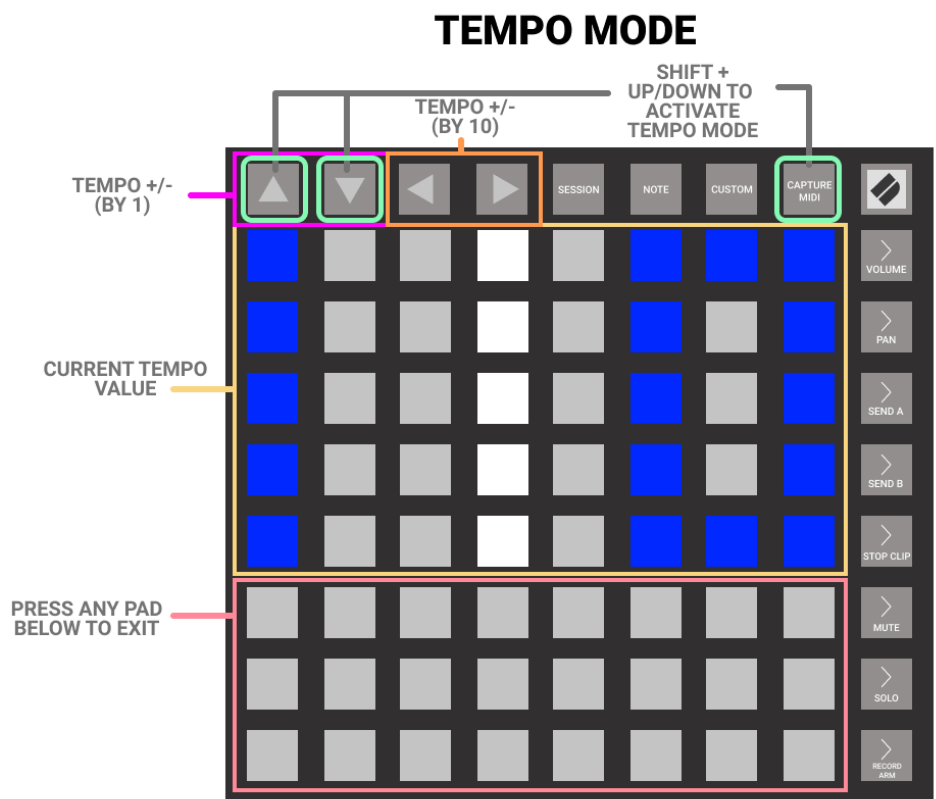 TEMPO MODE
SHIFT +
UP/DOWN TO
ACTIVATE
TEMPO MODE
TEMPO +/-
(BY 10)
TEMPO +/-
(BY 1)
SESSION
NOTE
CUSTOM
CAPTURE
MIDI
VOLUME
PAN
CURRENT TEMPO
VALUE
SEND A
SEND B
STOP CLIP
PRESS ANY PAD
BELOW TO EXIT
MUTE
SOLO
RECORD
ARM